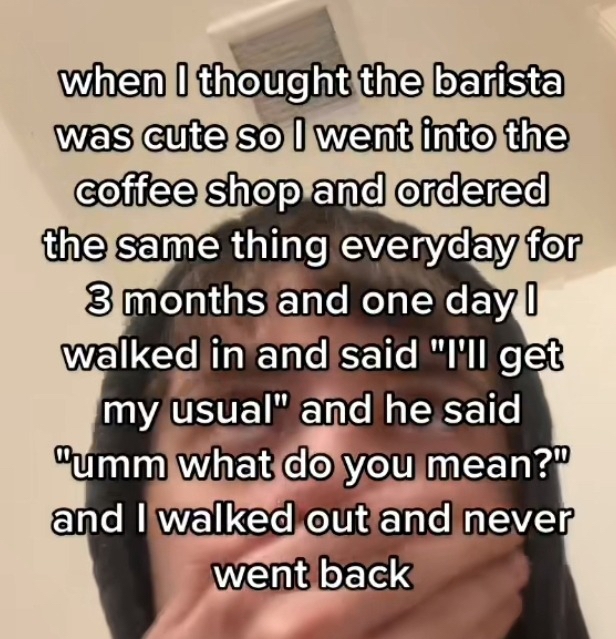 when I thought the barista
was cute so I went into the
coffee shop and ordered
the same thing everyday for
3 months and one day I
walked in and said "I'll get
my usual" and he said
"umm what do you mean?"
and I walked out and never
went back